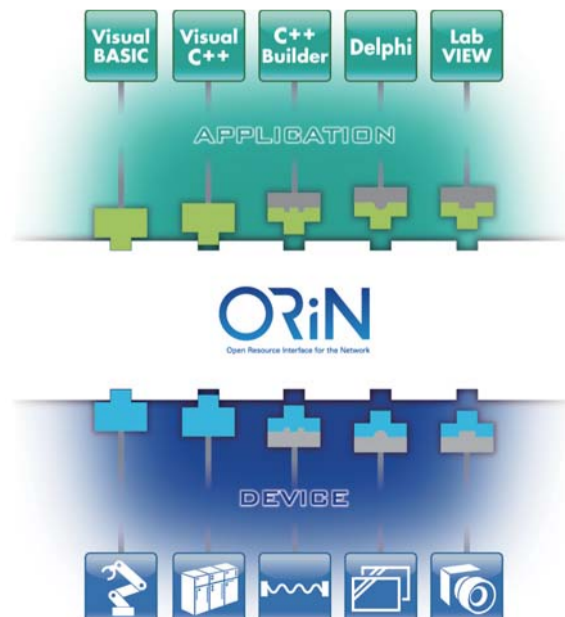 Visual
BASIC
Visual
C++
C++
Builder
Delphi
Lab
VIEW
APPLICATION
ORiN
Open Resource Interface for the Network
DEVICE